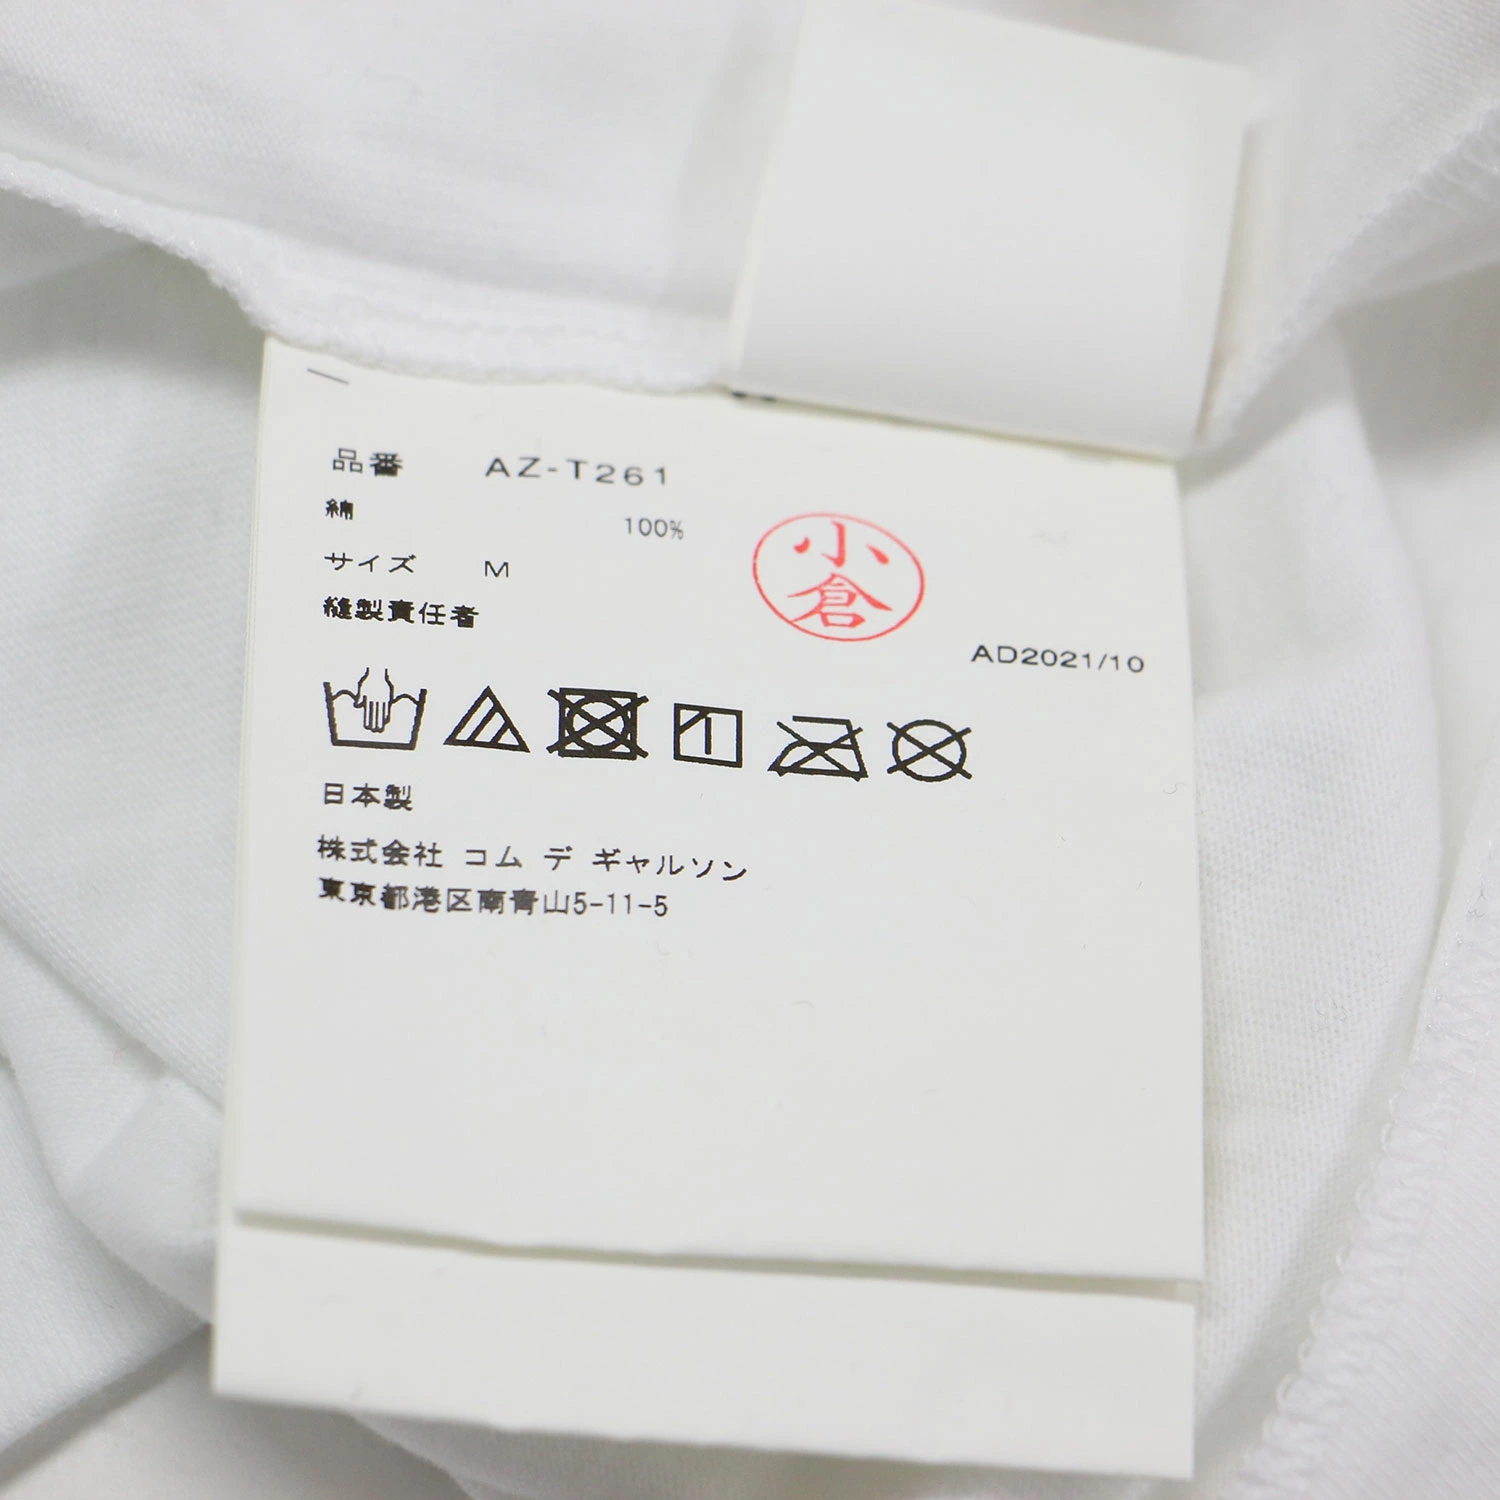 品番 AZ-T261
綿 100%
サイズ M
縫製責任者
小倉
AD2021/10
日本製
株式会社 コム デ ギャルソン
東京都港区南青山5-11-5